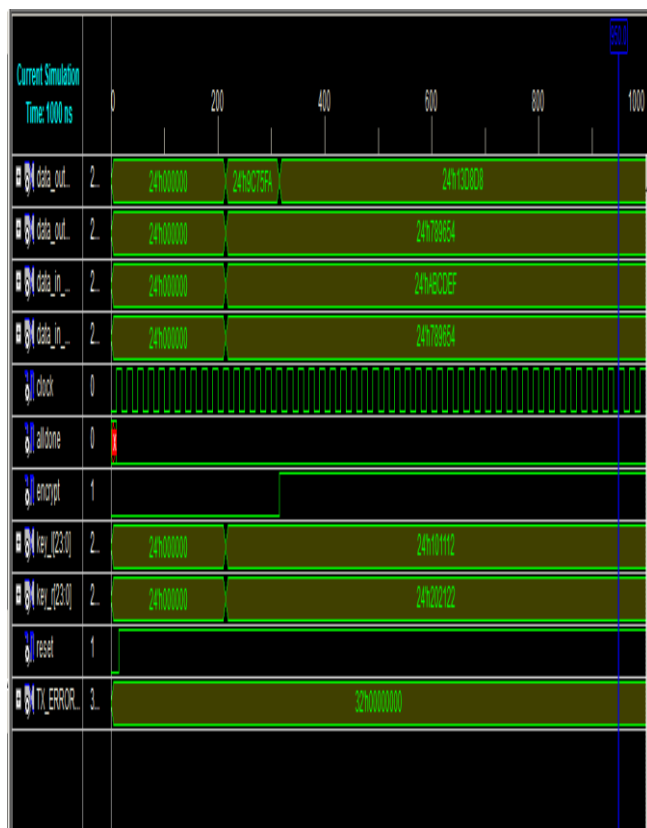 950.0
Current Simulation
Time: 1000 ns
0 200 400 600 800 1000
data_out... 2... 24'h000000 24'h9C75FA 24'h13D8D8
data_out... 2... 24'h000000 24'h789654
data_in_... 2... 24'h000000 24'hABCDEF
data_in_... 2... 24'h000000 24'h789654
clock 0
alldone 0 X
encrypt 1
key_l[23:0] 2... 24'h000000 24'h101112
key_r[23:0] 2... 24'h000000 24'h202122
reset 1
TX_ERROR... 3... 32'h00000000